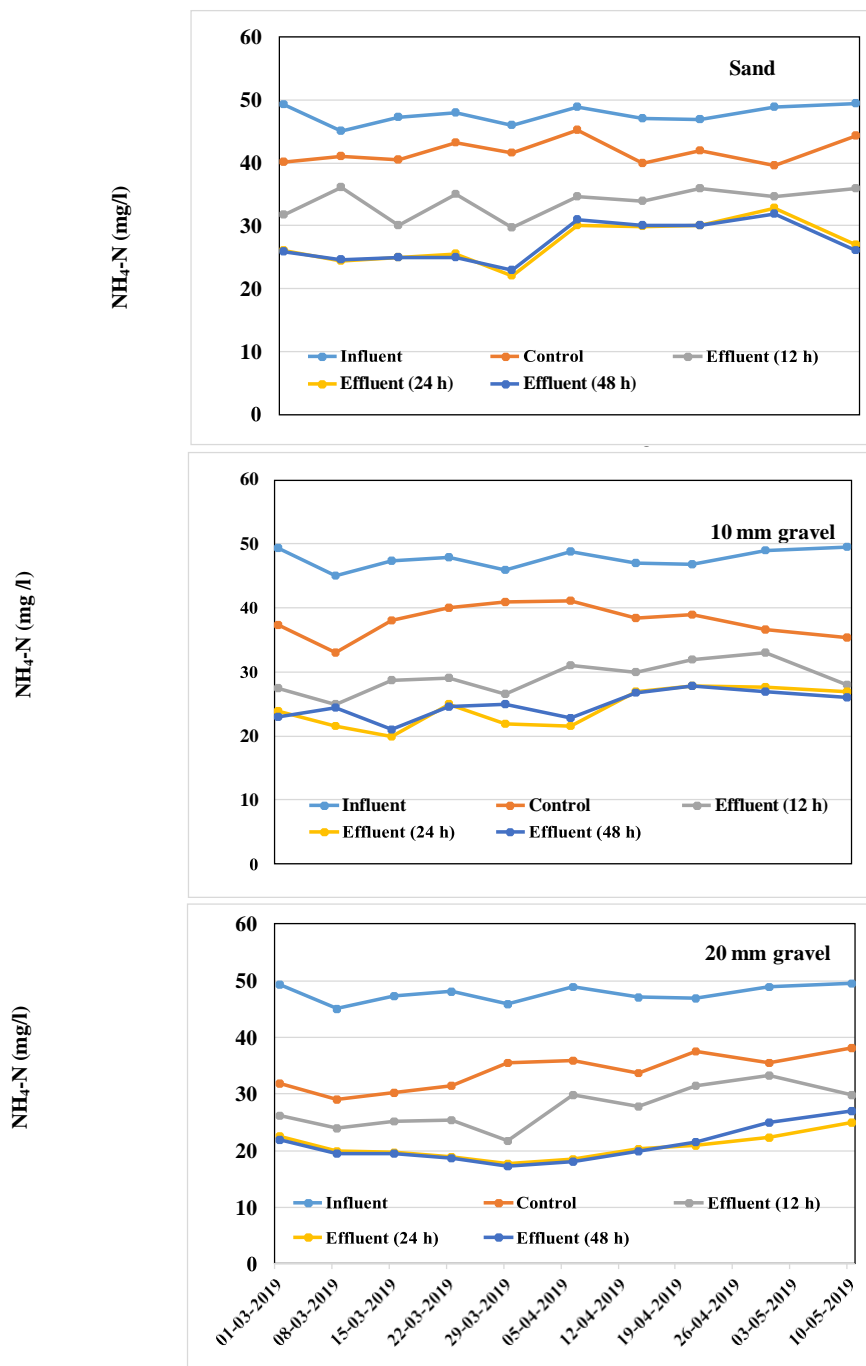 60
Sand
50
40
NH₄-N (mg/l)
30
20
10
Influent Control Effluent (12 h)
Effluent (24 h) Effluent (48 h)
0
60
10 mm gravel
50
40
NH₄-N (mg /l)
30
20
10
Influent Control Effluent (12 h)
Effluent (24 h) Effluent (48 h)
0
60
20 mm gravel
50
40
NH₄-N (mg/l)
30
20
10
Influent Control Effluent (12 h)
Effluent (24 h) Effluent (48 h)
0
01-03-2019 08-03-2019 15-03-2019 22-03-2019 29-03-2019 05-04-2019 12-04-2019 19-04-2019 26-04-2019 03-05-2019 10-05-2019